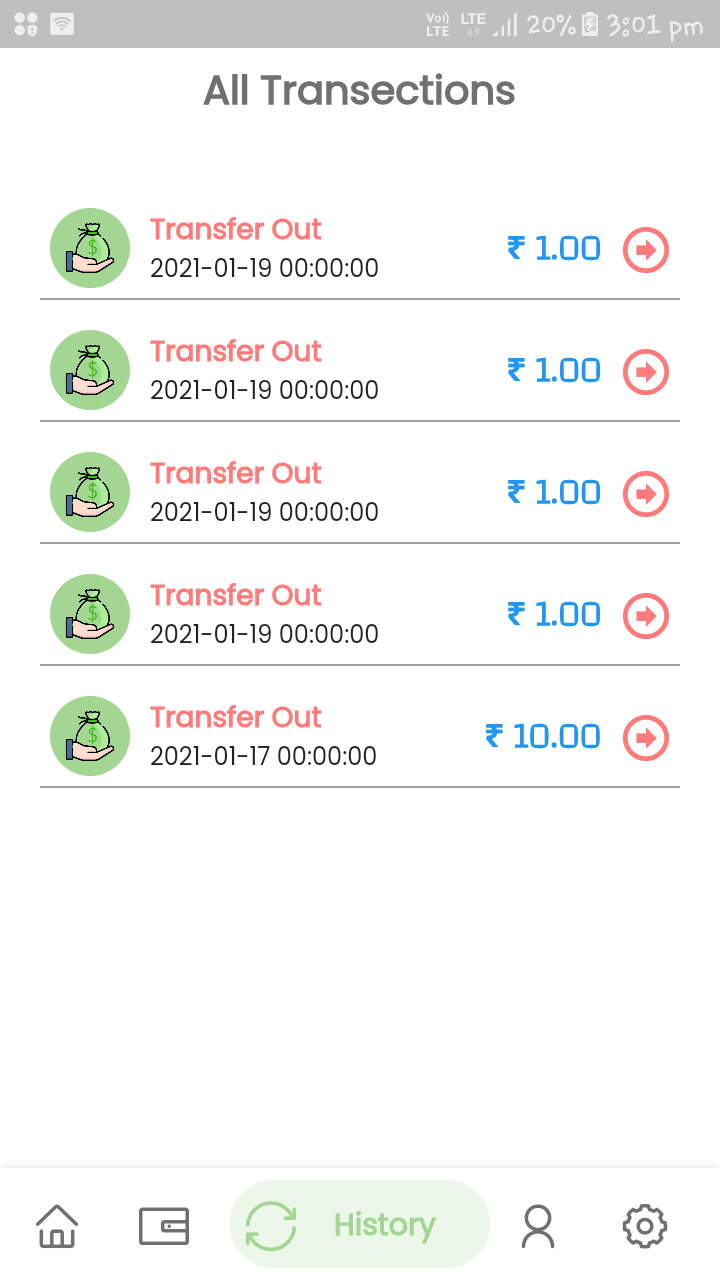 Vo))
LTE
LTE
20%
3:01 pm
All Transections
Transfer Out
2021-01-19 00:00:00
₹ 1.00
Transfer Out
2021-01-19 00:00:00
₹ 1.00
Transfer Out
2021-01-19 00:00:00
₹ 1.00
Transfer Out
2021-01-19 00:00:00
₹ 1.00
Transfer Out
2021-01-17 00:00:00
₹ 10.00
History